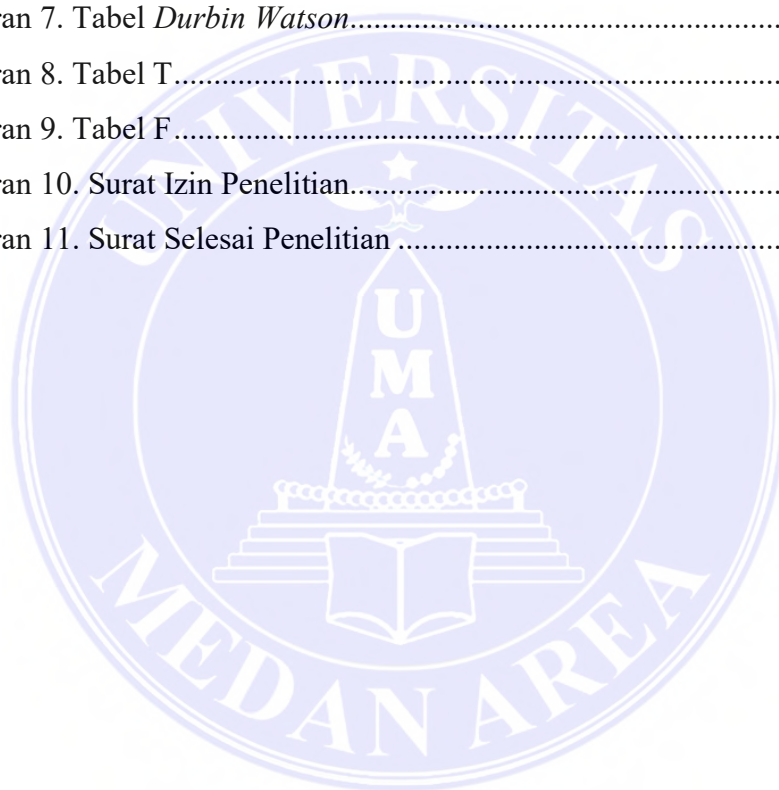 ran 7. Tabel Durbin Watson....................................................................
ran 8. Tabel T..............................................................................................
ran 9. Tabel F..............................................................................................
ran 10. Surat Izin Penelitian....................................................................
ran 11. Surat Selesai Penelitian ............................................................
UNIVERSITAS
UMA
MEDAN AREA